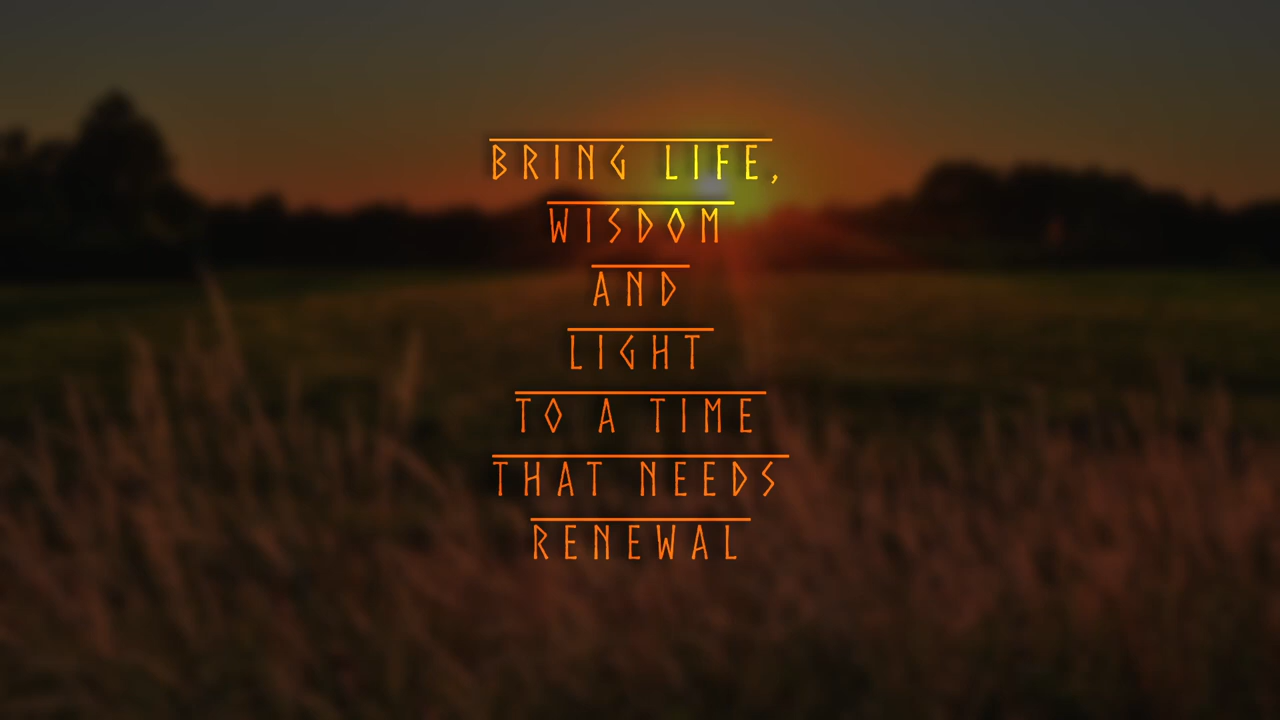 BRING LIFE,
WISDOM
AND
LIGHT
TO A TIME
THAT NEEDS
RENEWAL